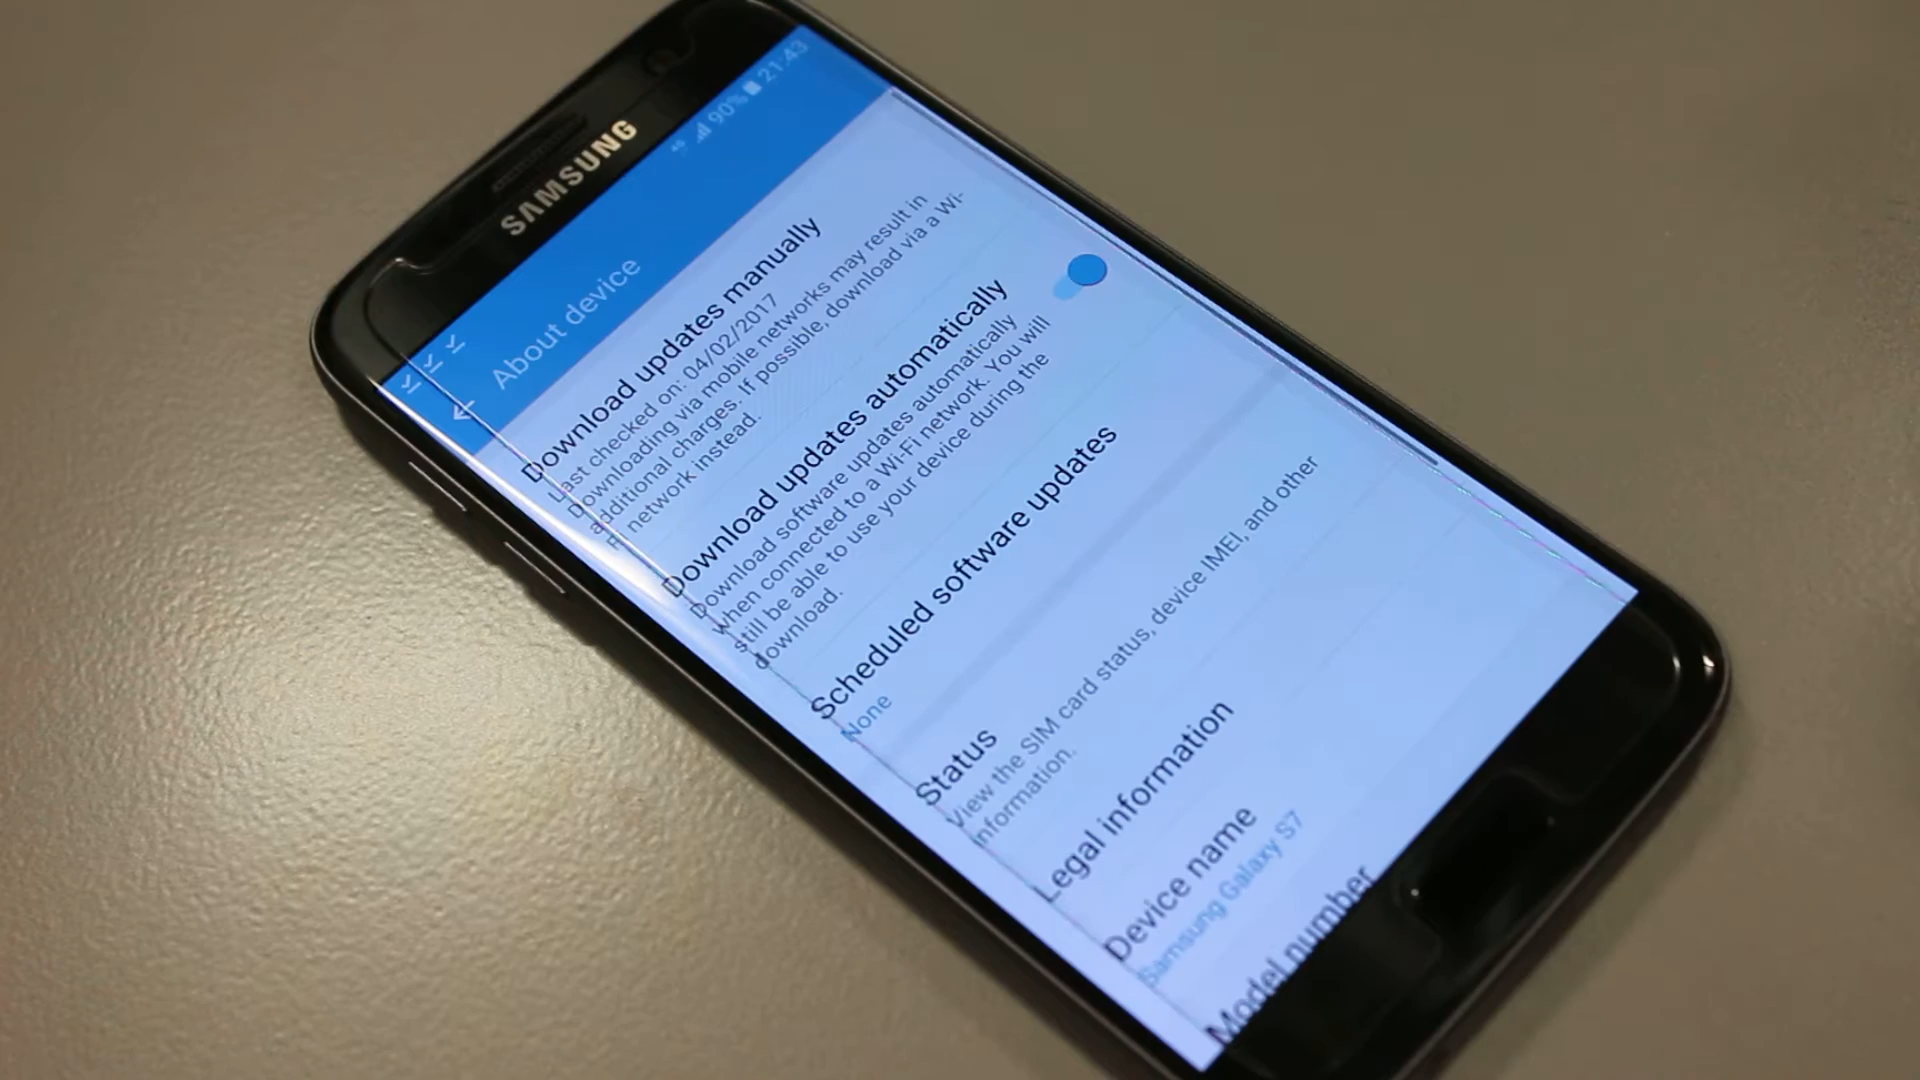 SAMSUNG
4G 90% 21:43
About device
Download updates manually
Last checked on: 04/02/2017
Downloading via mobile networks may result in
additional charges. If possible, download via a Wi-
Fi network instead.
Download updates automatically
Download software updates automatically
when connected to a Wi-Fi network. You will
still be able to use your device during the
download.
Scheduled software updates
None
Status
View the SIM card status, device IMEI, and other
information.
Legal information
Device name
Samsung Galaxy S7
Model number